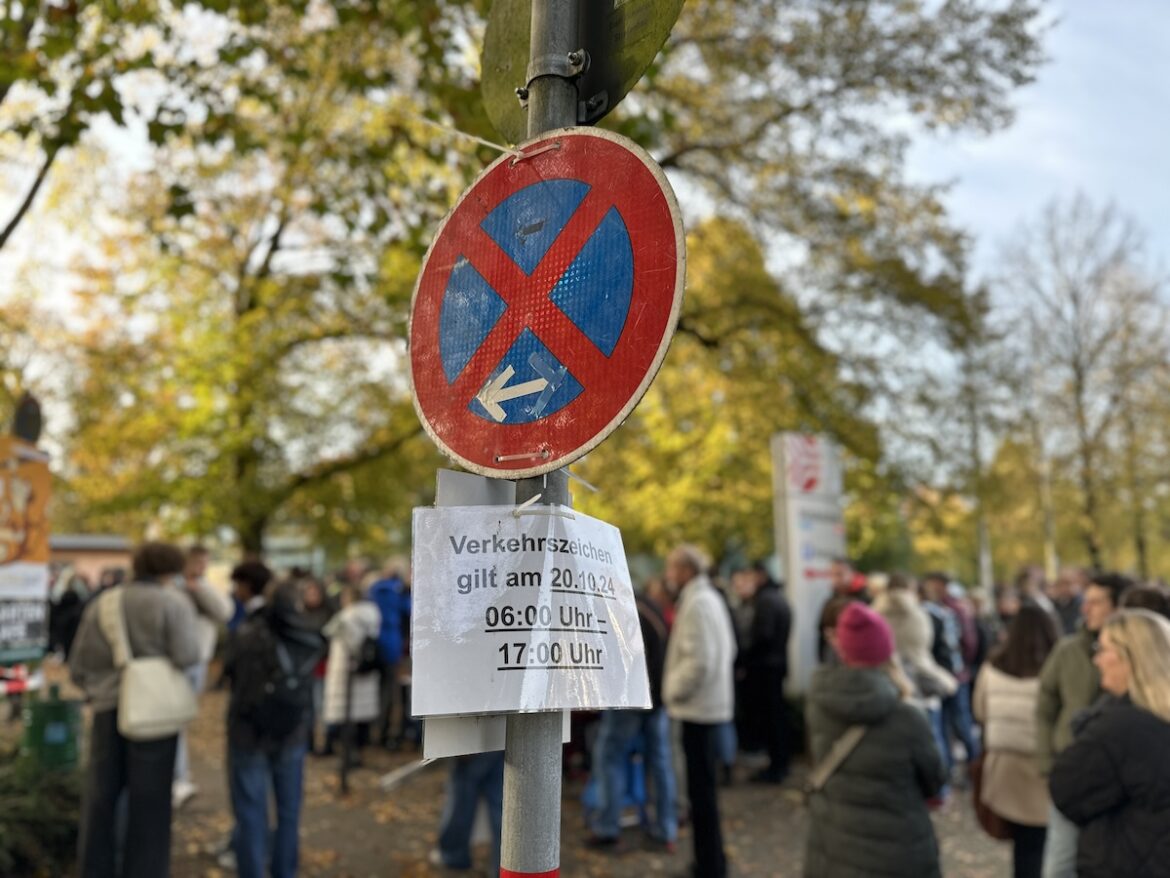 Verkehrszeichen
gilt am 20.10.24
06:00 Uhr –
17:00 Uhr